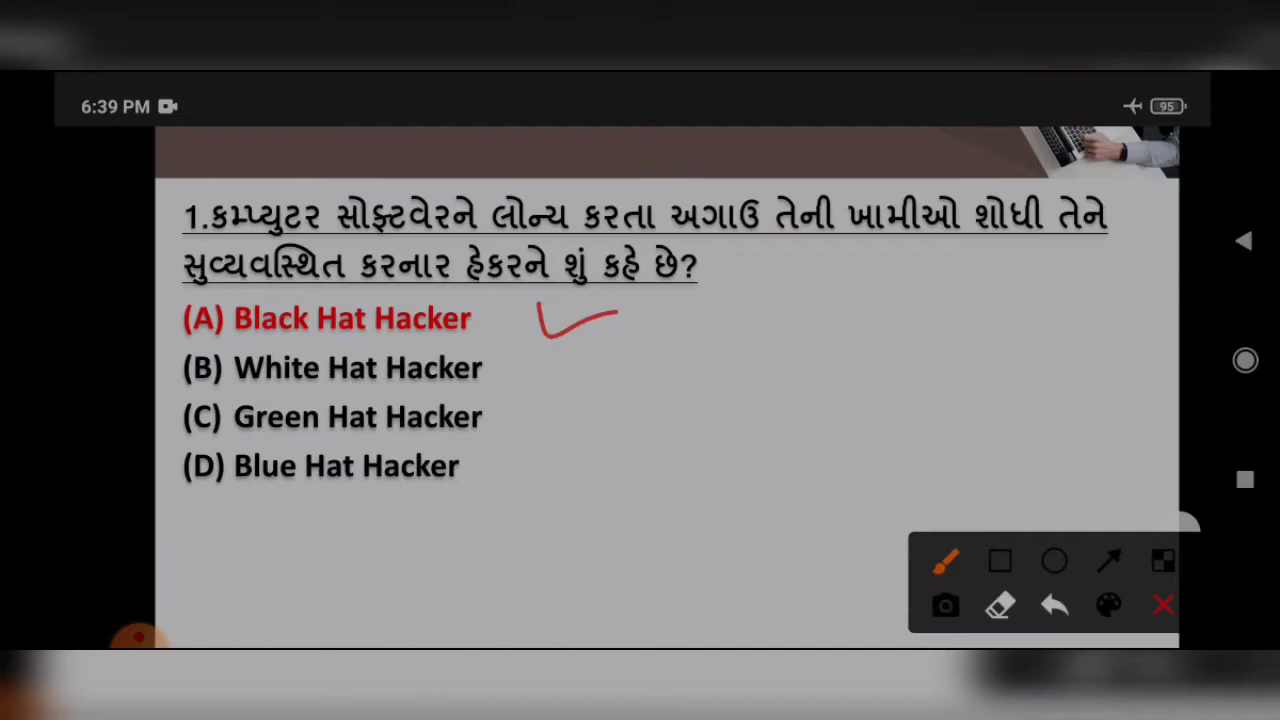 6:39 PM
95
1.કમ્પ્યુટર સોફ્ટવેરને લોન્ચ કરતા અગાઉ તેની ખામીઓ શોધી તેને
સુવ્યવસ્થિત કરનાર હેકરને શું કહે છે?
(A) Black Hat Hacker
(B) White Hat Hacker
(C) Green Hat Hacker
(D) Blue Hat Hacker